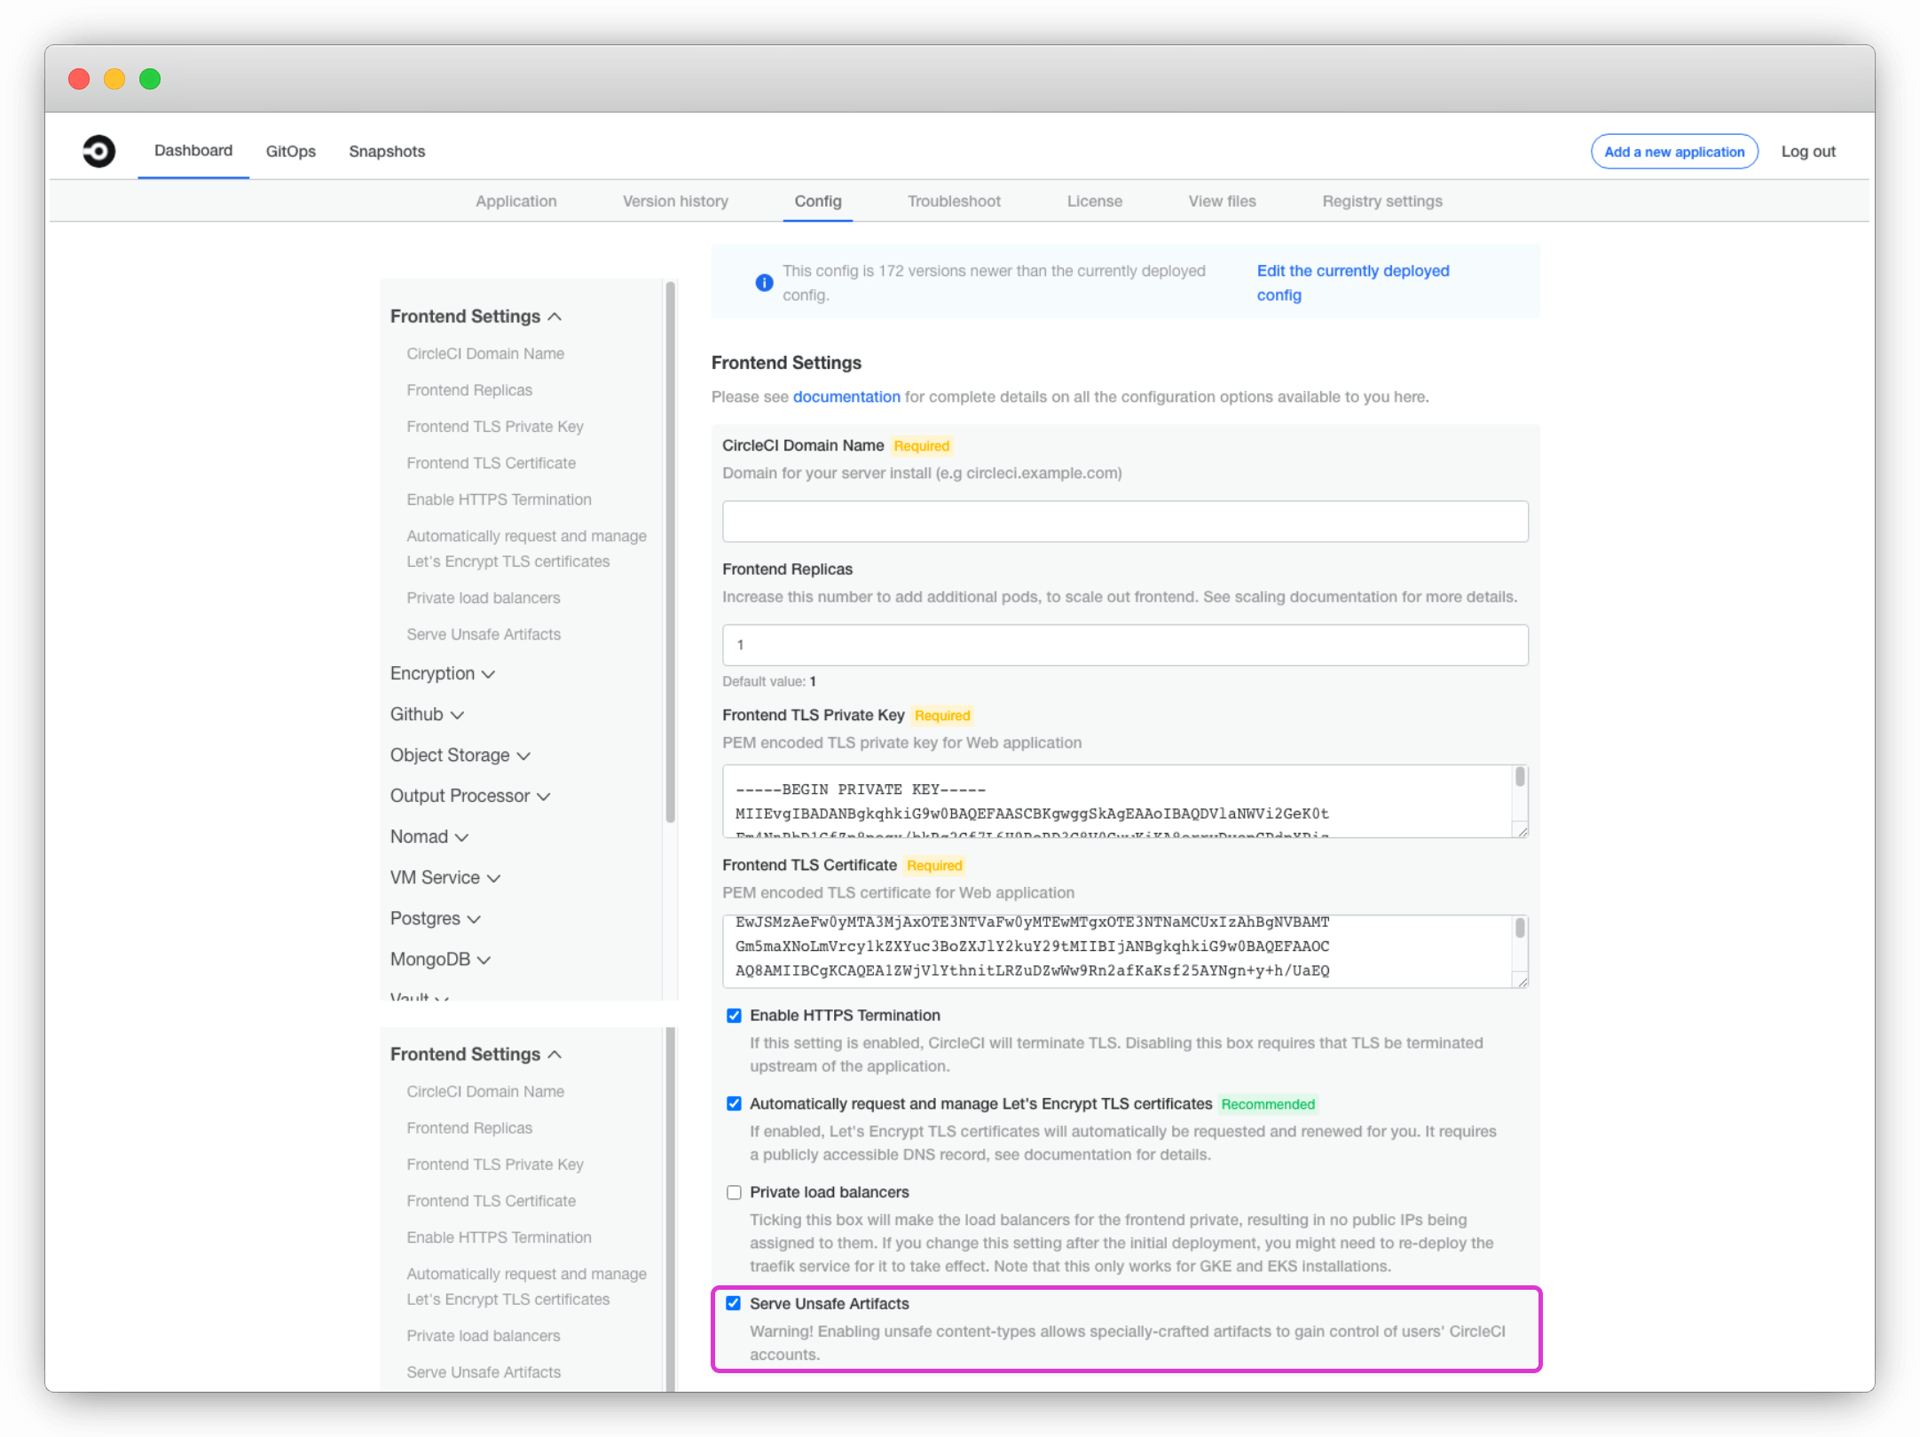 Dashboard GitOps Snapshots Add a new application Log out
Application Version history Config Troubleshoot License View files Registry settings
Frontend Settings
CircleCI Domain Name
Frontend Replicas
Frontend TLS Private Key
Frontend TLS Certificate
Enable HTTPS Termination
Automatically request and manage
Let's Encrypt TLS certificates
Private load balancers
Serve Unsafe Artifacts
Encryption
Github
Object Storage
Output Processor
Nomad
VM Service
Postgres
MongoDB
Vault
Frontend Settings
CircleCI Domain Name
Frontend Replicas
Frontend TLS Private Key
Frontend TLS Certificate
Enable HTTPS Termination
Automatically request and manage
Let's Encrypt TLS certificates
Private load balancers
Serve Unsafe Artifacts
This config is 172 versions newer than the currently deployed
config.
Edit the currently deployed
config
Frontend Settings
Please see documentation for complete details on all the configuration options available to you here.
CircleCI Domain Name Required
Domain for your server install (e.g circleci.example.com)
Frontend Replicas
Increase this number to add additional pods, to scale out frontend. See scaling documentation for more details.
1
Default value: 1
Frontend TLS Private Key Required
PEM encoded TLS private key for Web application
-----BEGIN PRIVATE KEY-----
MIIEvgIBADANBgkqhkiG9w0BAQEFAASCBKgwggSkAgEAAoIBAQDVlaNWVi2GeK0t
Frontend TLS Certificate Required
PEM encoded TLS certificate for Web application
EwJSMzAeFw0yMTA3MjAxOTE3NTVaFw0yMTEwMTgxOTE3NTNaMCUxIzAhBgNVBAMT
Gm5maXNoLmVrcy1kZXYuc3BoZXJlY2kuY29tMIIBIjANBgkqhkiG9w0BAQEFAAOC
AQ8AMIIBCgKCAQEA1ZWjVlYthnitLRZuDZwWw9Rn2afKaKsf25AYNgn+y+h/UaEQ
Enable HTTPS Termination
If this setting is enabled, CircleCI will terminate TLS. Disabling this box requires that TLS be terminated
upstream of the application.
Automatically request and manage Let's Encrypt TLS certificates Recommended
If enabled, Let's Encrypt TLS certificates will automatically be requested and renewed for you. It requires
a publicly accessible DNS record, see documentation for details.
Private load balancers
Ticking this box will make the load balancers for the frontend private, resulting in no public IPs being
assigned to them. If you change this setting after the initial deployment, you might need to re-deploy the
traefik service for it to take effect. Note that this only works for GKE and EKS installations.
Serve Unsafe Artifacts
Warning! Enabling unsafe content-types allows specially-crafted artifacts to gain control of users' CircleCI
accounts.